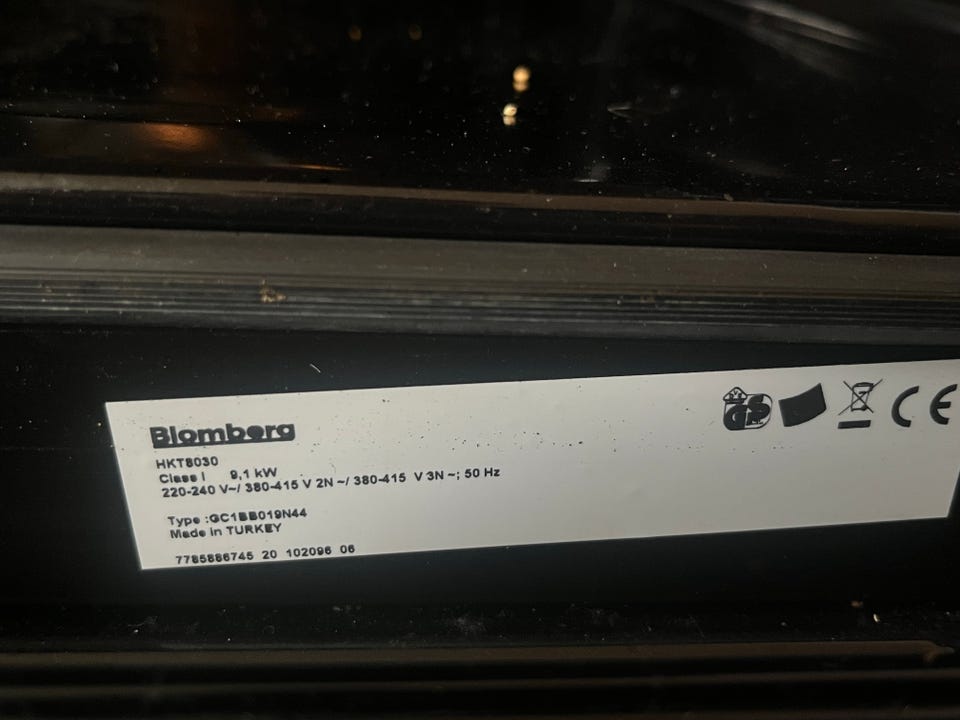 Blomberg
HKT8030
Class I 9,1 kW
220-240 V~/ 380-415 V 2N ~/ 380-415 V 3N ~; 50 Hz
Type :GC1BB019N44
Made in TURKEY
7785886745 20 102096 06
GS
CE